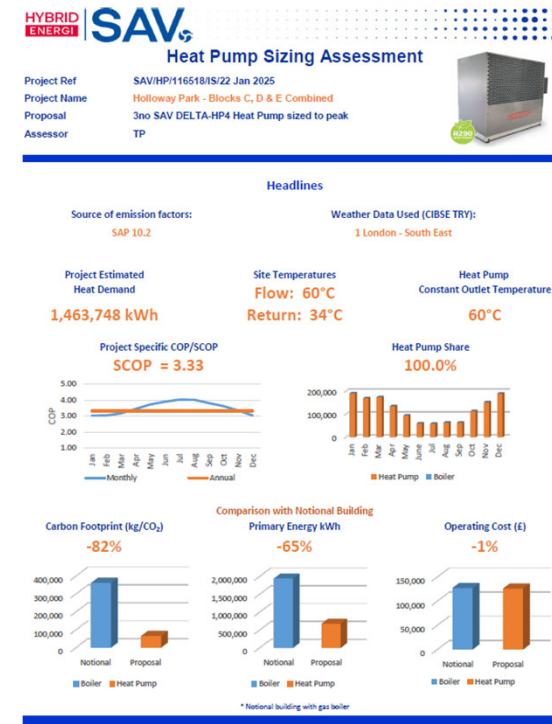 HYBRID
ENERGI
SAV
Heat Pump Sizing Assessment
Project Ref SAV/HP/116518/IS/22 Jan 2025
Project Name Holloway Park - Blocks C, D & E Combined
Proposal 3no SAV DELTA-HP4 Heat Pump sized to peak
Assessor TP
R290
Headlines
Source of emission factors: Weather Data Used (CIBSE TRY):
SAP 10.2 1 London - South East
Project Estimated Site Temperatures Heat Pump
Heat Demand Flow: 60°C Constant Outlet Temperature
1,463,748 kWh Return: 34°C 60°C
Project Specific COP/SCOP Heat Pump Share
SCOP = 3.33 100.0%
5.00
4.00
3.00
2.00
1.00
COP
Jan Feb Mar Apr May Jun Jul Aug Sep Oct Nov Dec
Monthly Annual
200,000
100,000
0
Jan Feb Mar Apr May June Jul Aug Sep Oct Nov Dec
Heat Pump Boiler
Comparison with Notional Building
Carbon Footprint (kg/CO₂) Primary Energy kWh Operating Cost (£)
-82% -65% -1%
400,000
300,000
200,000
100,000
0
Notional Proposal
Boiler Heat Pump
2,000,000
1,500,000
1,000,000
500,000
0
Notional Proposal
Boiler Heat Pump
150,000
100,000
50,000
0
Notional Proposal
Boiler Heat Pump
* Notional building with gas boiler